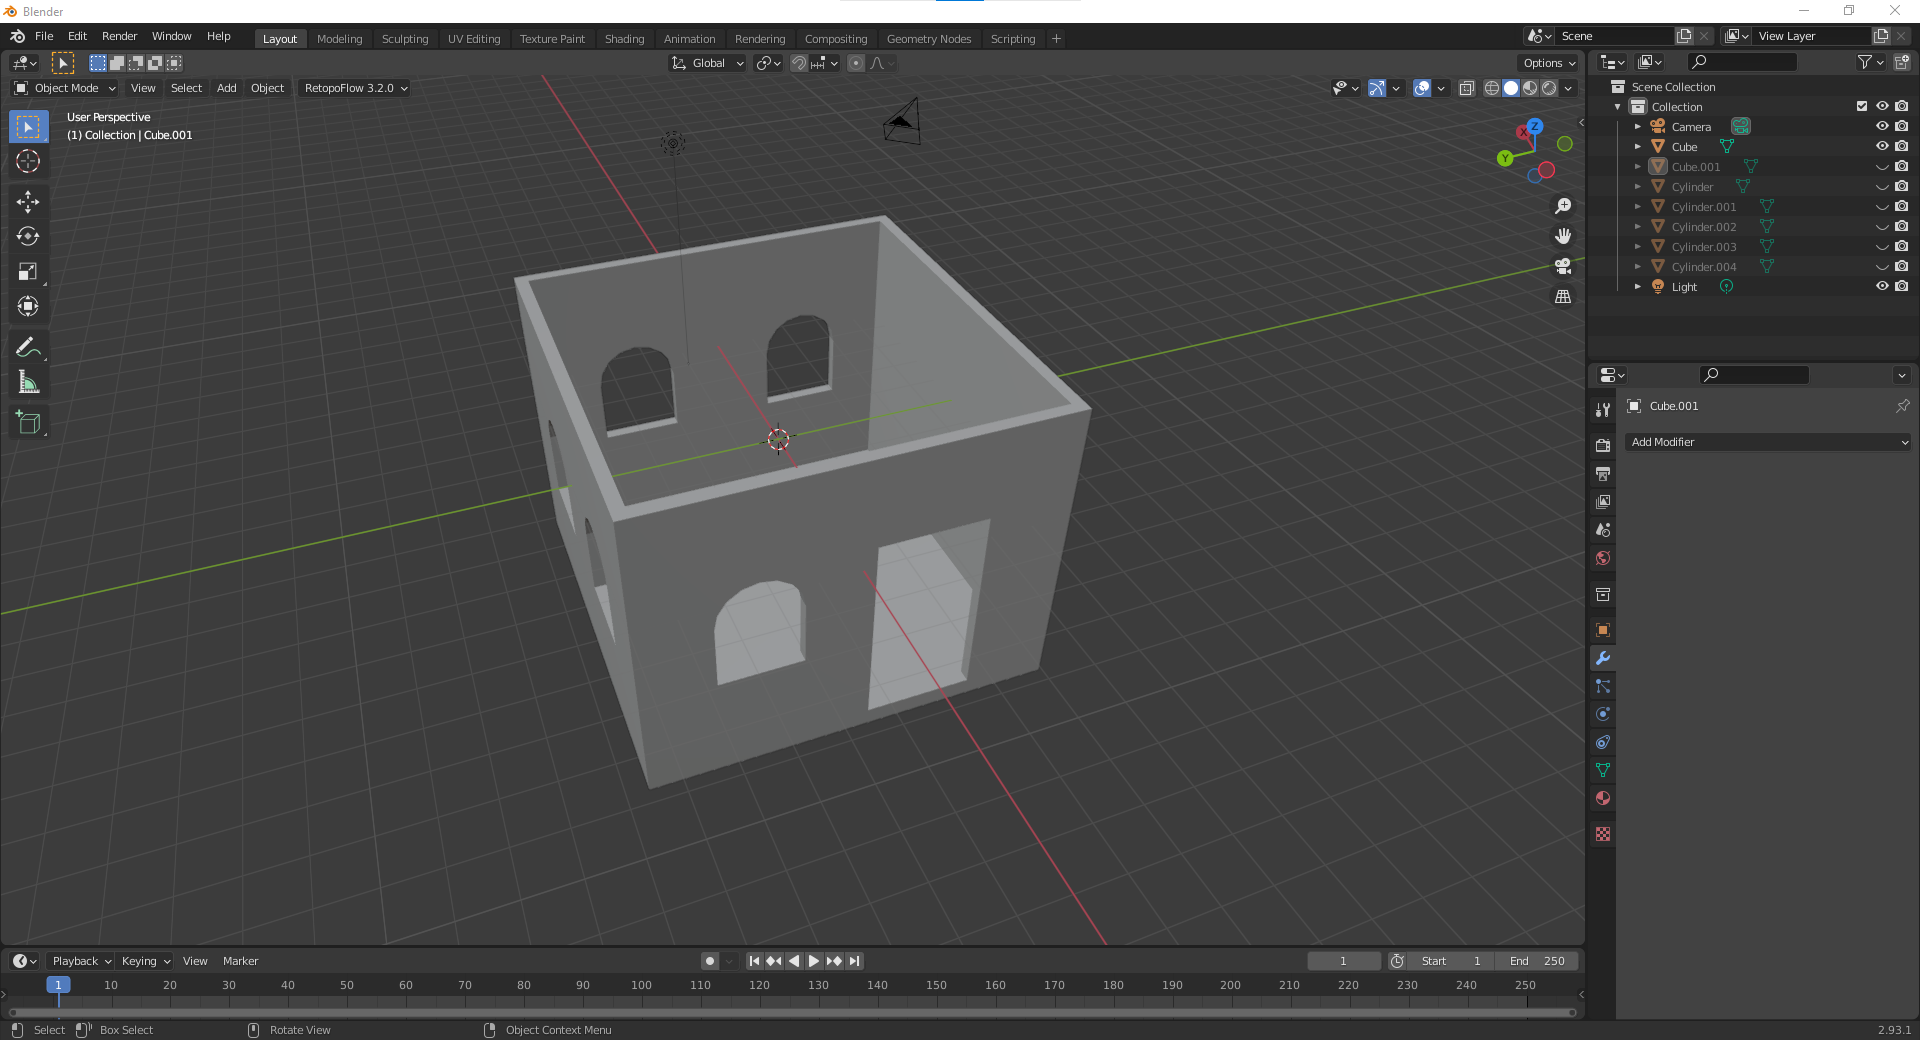 Blender
File Edit Render Window Help Layout Modeling Sculpting UV Editing Texture Paint Shading Animation Rendering Compositing Geometry Nodes Scripting + Scene View Layer
Global Options
Object Mode View Select Add Object RetopoFlow 3.2.0
User Perspective
(1) Collection | Cube.001
X Z
Y
Scene Collection
Collection
Camera
Cube
Cube.001
Cylinder
Cylinder.001
Cylinder.002
Cylinder.003
Cylinder.004
Light
Cube.001
Add Modifier
Playback Keying View Marker 1 Start 1 End 250
1 10 20 30 40 50 60 70 80 90 100 110 120 130 140 150 160 170 180 190 200 210 220 230 240 250
Select Box Select Rotate View Object Context Menu 2.93.1